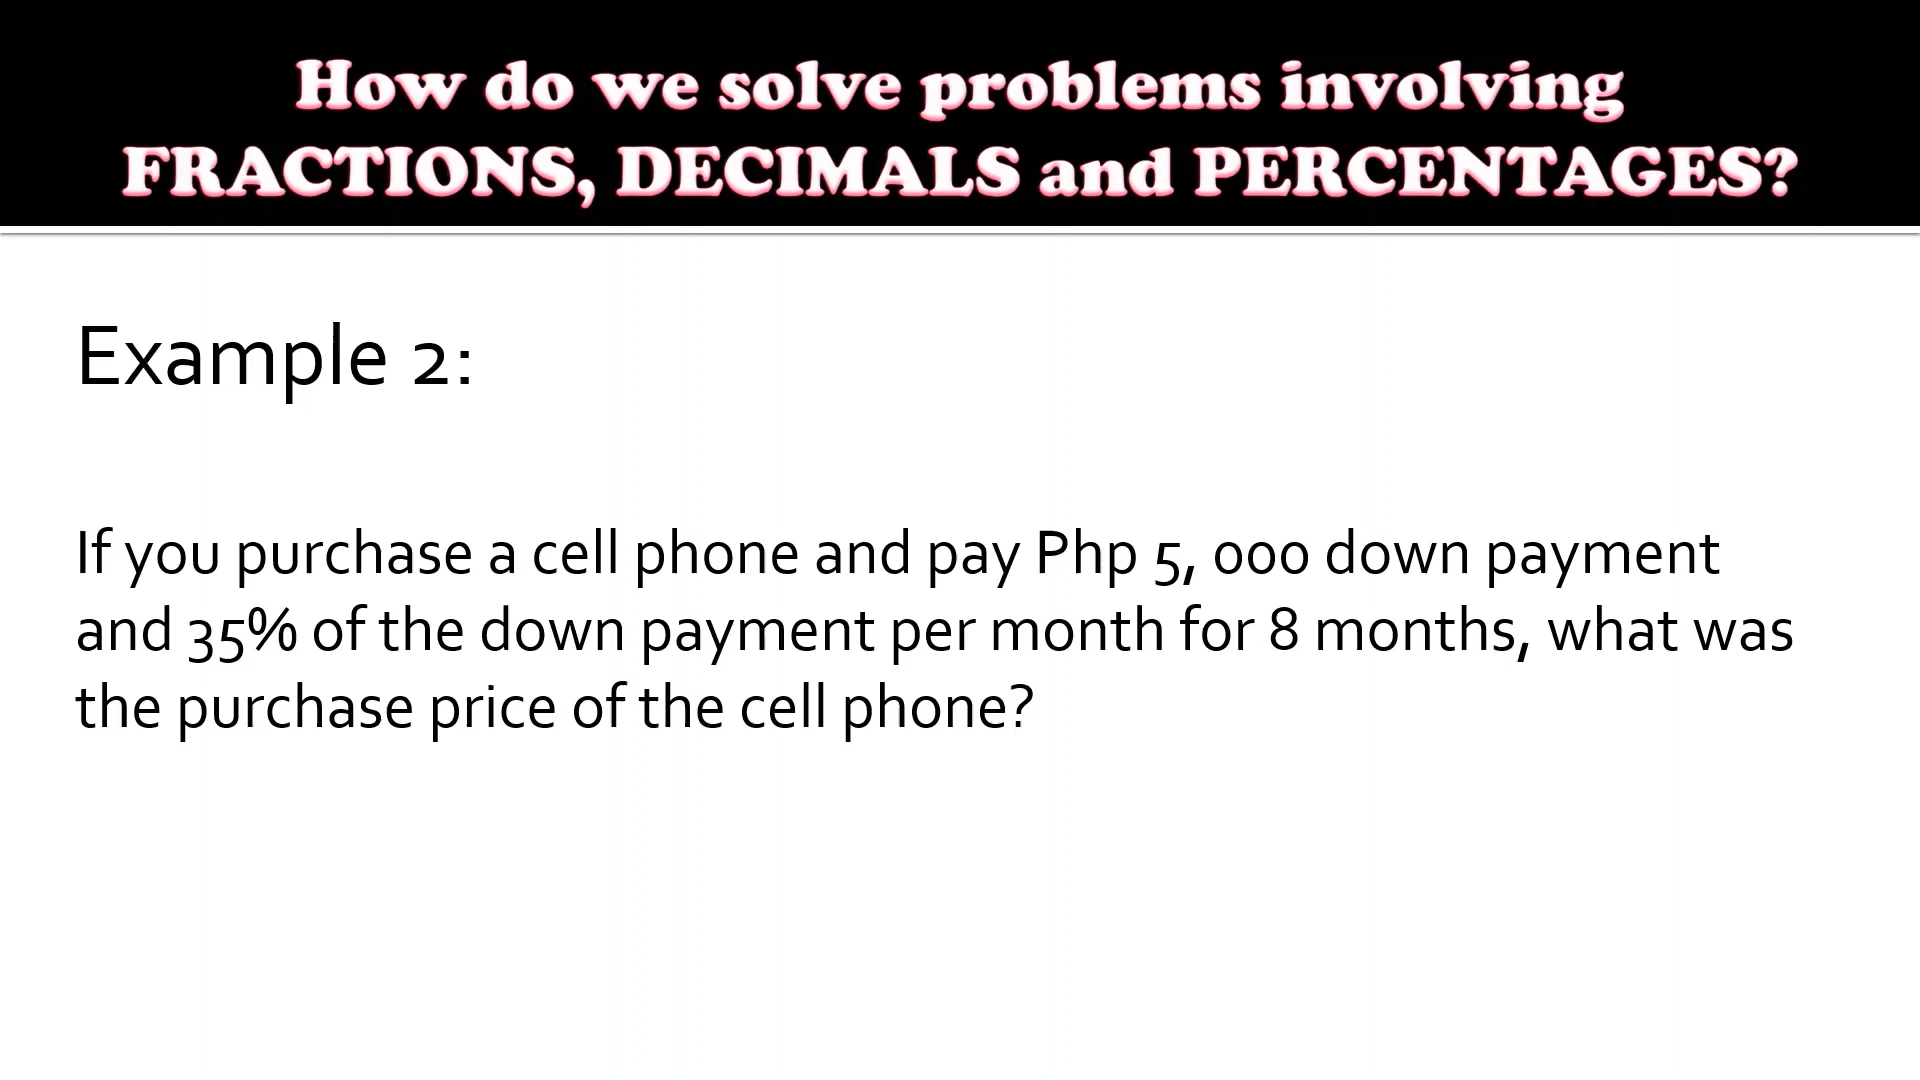 How do we solve problems involving
FRACTIONS, DECIMALS and PERCENTAGES?
Example 2:
If you purchase a cell phone and pay Php 5, 000 down payment
and 35% of the down payment per month for 8 months, what was
the purchase price of the cell phone?